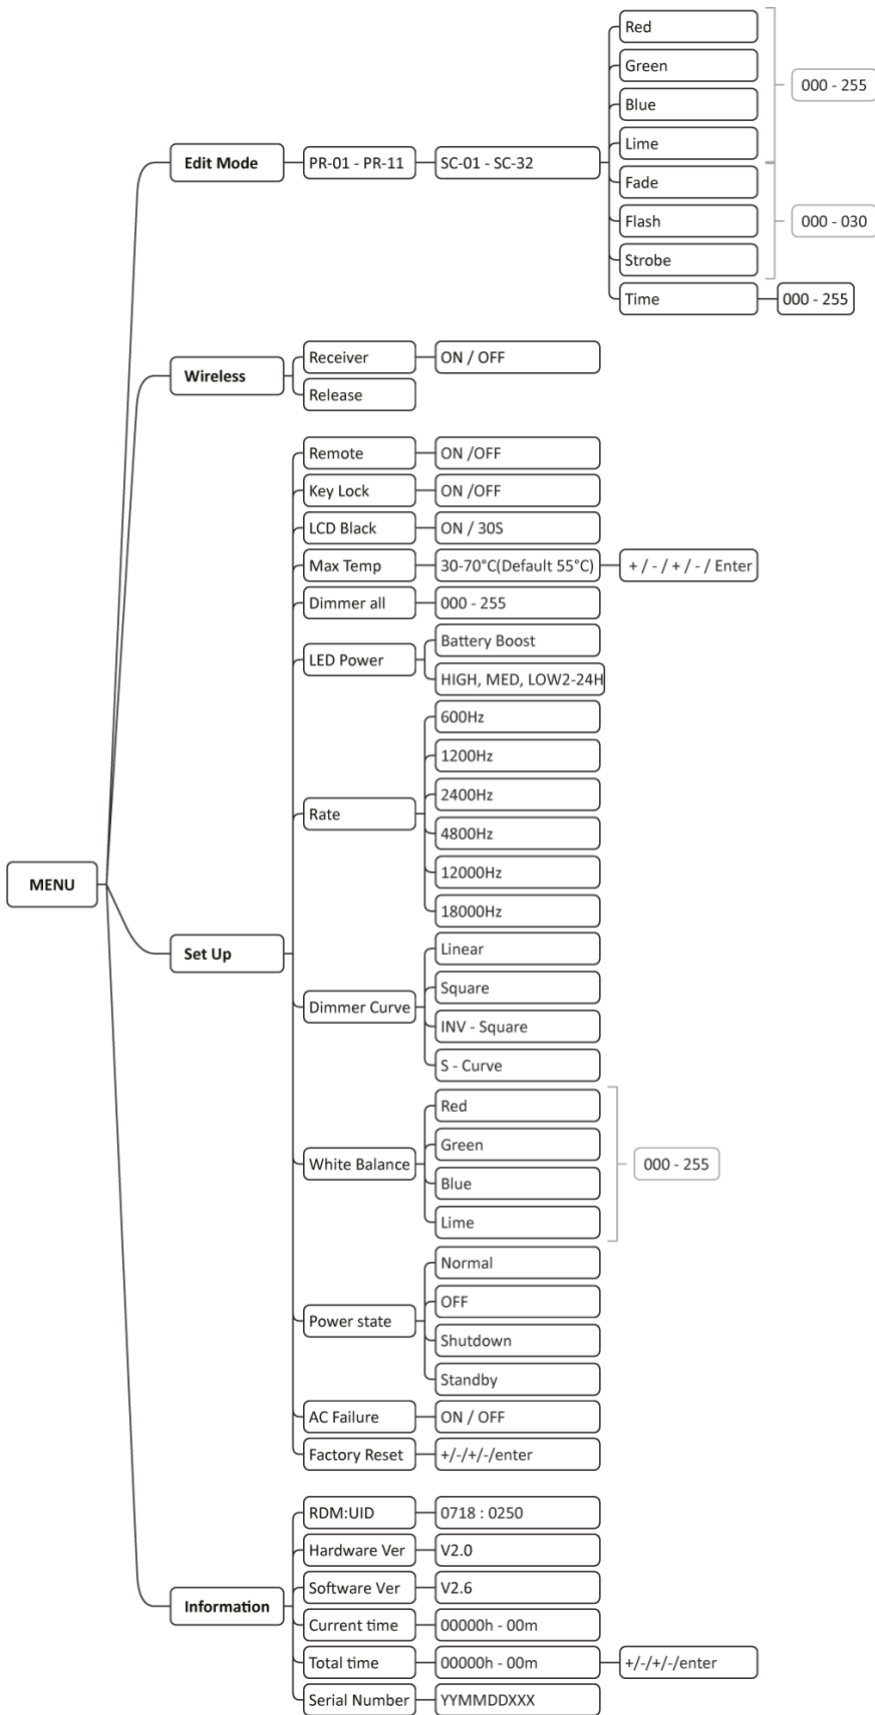 MENU
Edit Mode
PR-01 - PR-11
SC-01 - SC-32
Red
Green
Blue
Lime
000 - 255
Fade
Flash
Strobe
000 - 030
Time
000 - 255
Wireless
Receiver
ON / OFF
Release
Set Up
Remote
ON /OFF
Key Lock
ON /OFF
LCD Black
ON / 30S
Max Temp
30-70°C(Default 55°C)
+ / - / + / - / Enter
Dimmer all
000 - 255
LED Power
Battery Boost
HIGH, MED, LOW2-24H
Rate
600Hz
1200Hz
2400Hz
4800Hz
12000Hz
18000Hz
Dimmer Curve
Linear
Square
INV - Square
S - Curve
White Balance
Red
Green
Blue
Lime
000 - 255
Power state
Normal
OFF
Shutdown
Standby
AC Failure
ON / OFF
Factory Reset
+/-/+/-/enter
Information
RDM:UID
0718 : 0250
Hardware Ver
V2.0
Software Ver
V2.6
Current time
00000h - 00m
Total time
00000h - 00m
+/-/+/-/enter
Serial Number
YYMMDDXXX